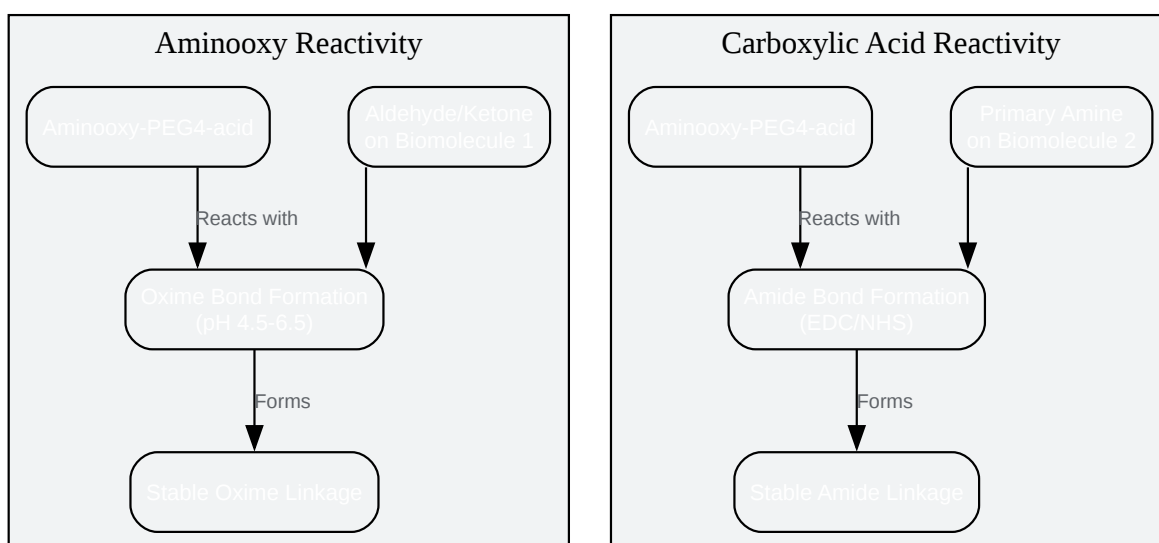 Aminooxy Reactivity
Aminooxy-PEG4-acid
Aldehyde/Ketone
on Biomolecule 1
Reacts with
Oxime Bond Formation
(pH 4.5-6.5)
Forms
Stable Oxime Linkage
Carboxylic Acid Reactivity
Aminooxy-PEG4-acid
Primary Amine
on Biomolecule 2
Reacts with
Amide Bond Formation
(EDC/NHS)
Forms
Stable Amide Linkage